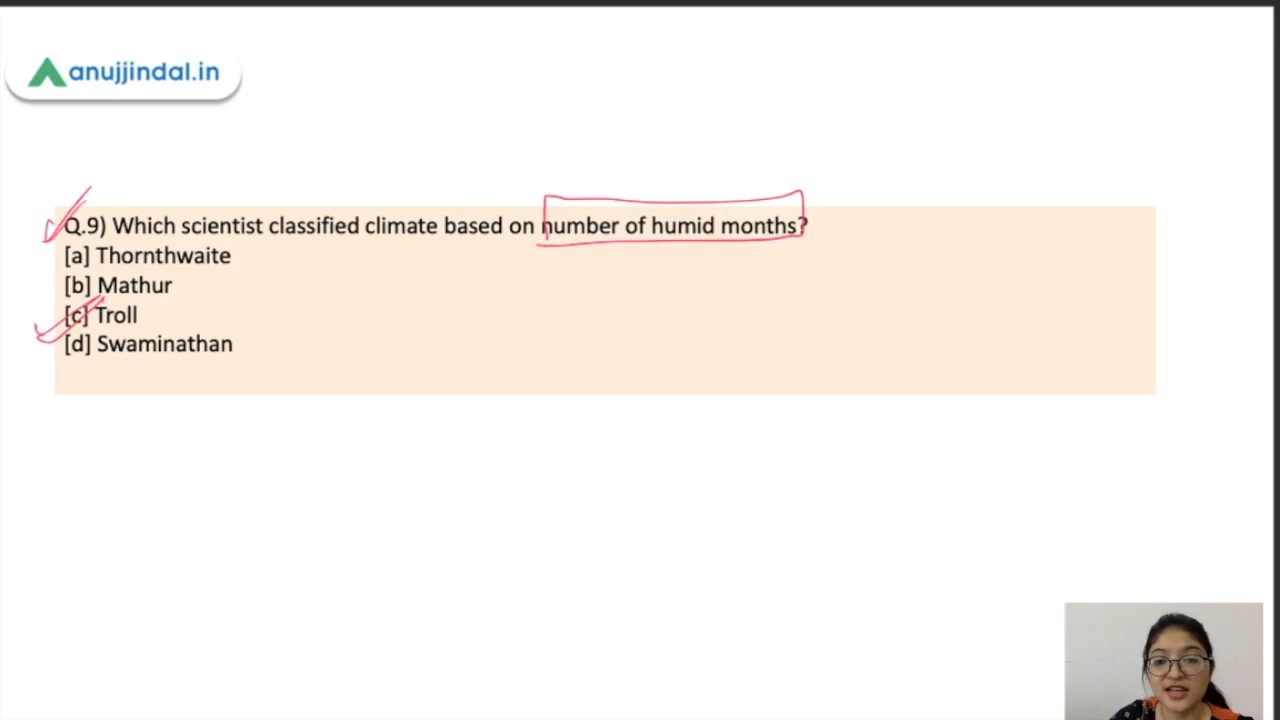 anujjindal.in
Q.9) Which scientist classified climate based on number of humid months?
[a] Thornthwaite
[b] Mathur
[c] Troll
[d] Swaminathan